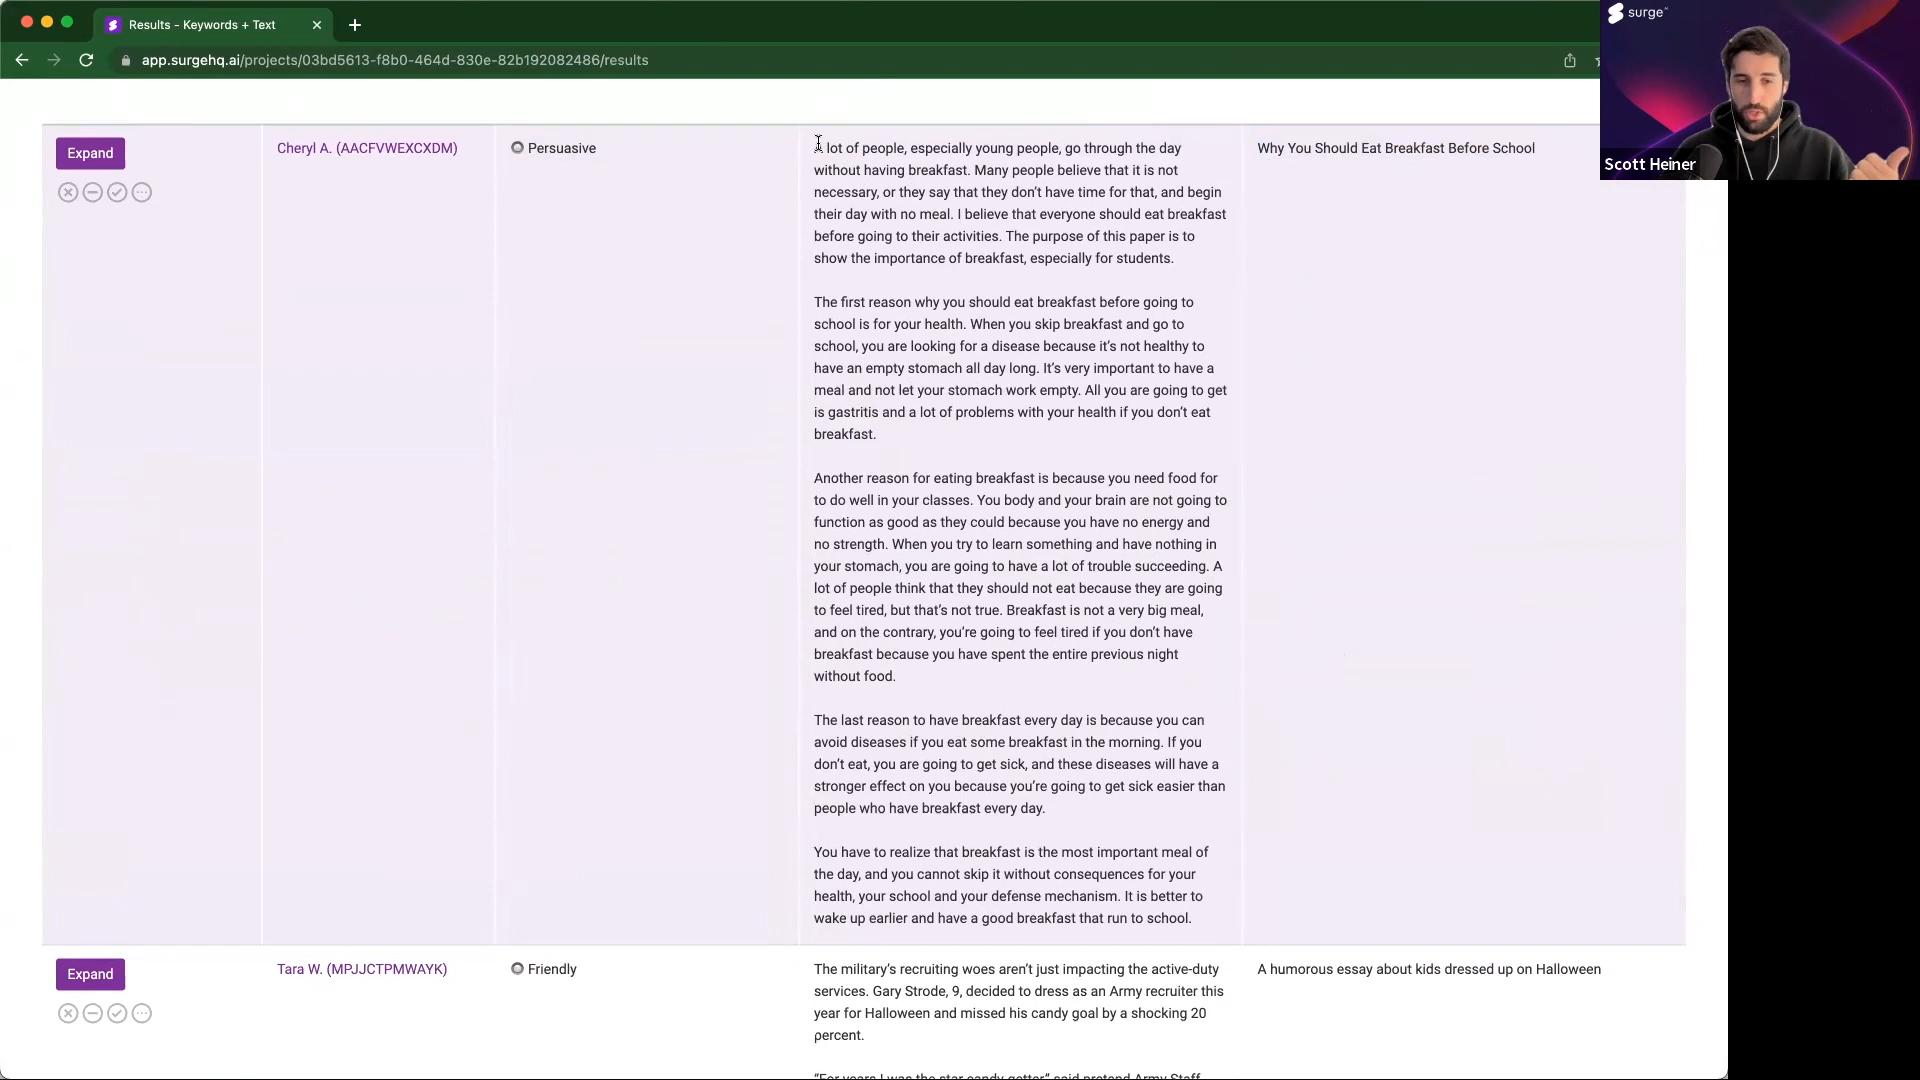 Results - Keywords + Text
app.surgehq.ai/projects/03bd5613-f8b0-464d-830e-82b192082486/results
surge
Scott Heiner
Expand
Cheryl A. (AACFVWEXCXDM)
Persuasive
A lot of people, especially young people, go through the day
without having breakfast. Many people believe that it is not
necessary, or they say that they don't have time for that, and begin
their day with no meal. I believe that everyone should eat breakfast
before going to their activities. The purpose of this paper is to
show the importance of breakfast, especially for students.
The first reason why you should eat breakfast before going to
school is for your health. When you skip breakfast and go to
school, you are looking for a disease because it's not healthy to
have an empty stomach all day long. It's very important to have a
meal and not let your stomach work empty. All you are going to get
is gastritis and a lot of problems with your health if you don't eat
breakfast.
Another reason for eating breakfast is because you need food for
to do well in your classes. You body and your brain are not going to
function as good as they could because you have no energy and
no strength. When you try to learn something and have nothing in
your stomach, you are going to have a lot of trouble succeeding. A
lot of people think that they should not eat because they are going
to feel tired, but that's not true. Breakfast is not a very big meal,
and on the contrary, you're going to feel tired if you don't have
breakfast because you have spent the entire previous night
without food.
The last reason to have breakfast every day is because you can
avoid diseases if you eat some breakfast in the morning. If you
don't eat, you are going to get sick, and these diseases will have a
stronger effect on you because you're going to get sick easier than
people who have breakfast every day.
You have to realize that breakfast is the most important meal of
the day, and you cannot skip it without consequences for your
health, your school and your defense mechanism. It is better to
wake up earlier and have a good breakfast that run to school.
Why You Should Eat Breakfast Before School
Expand
Tara W. (MPJJCTPMWAYK)
Friendly
The military's recruiting woes aren't just impacting the active-duty
services. Gary Strode, 9, decided to dress as an Army recruiter this
year for Halloween and missed his candy goal by a shocking 20
percent.
"For years I was the star candy getter" said pretend Army Staff
A humorous essay about kids dressed up on Halloween